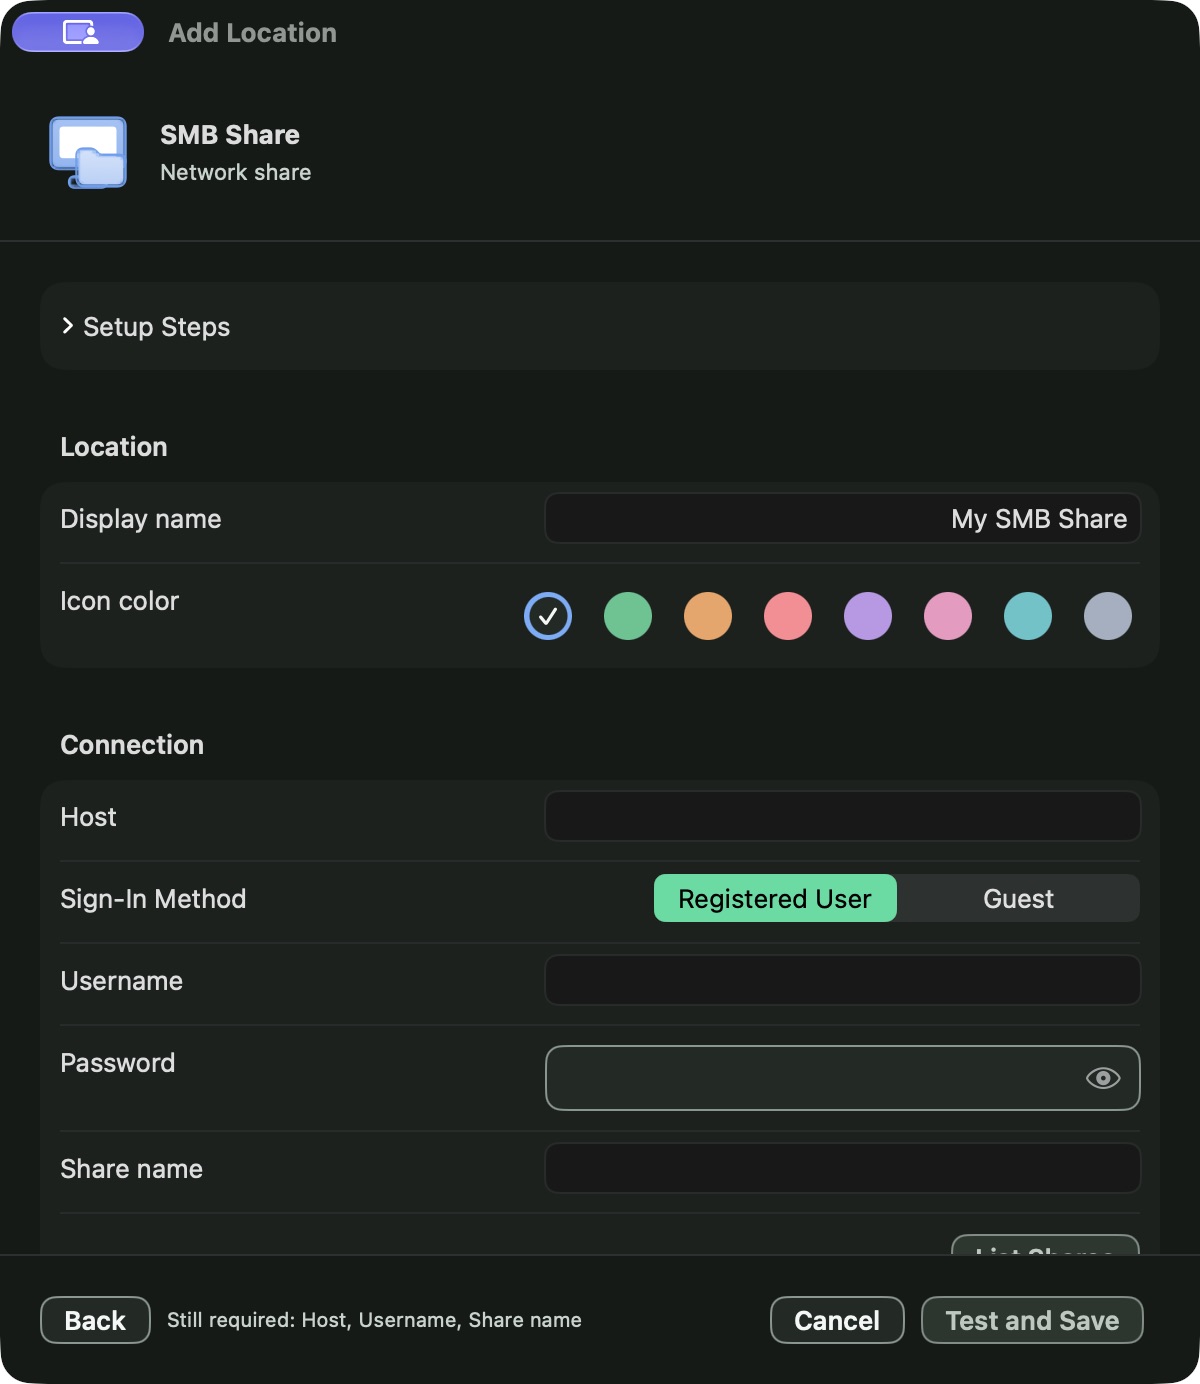 Add Location
SMB Share
Network share
Setup Steps
Location
Display name
My SMB Share
Icon color
Connection
Host
Sign-In Method
Registered User
Guest
Username
Password
Share name
List Shares
Back
Still required: Host, Username, Share name
Cancel
Test and Save